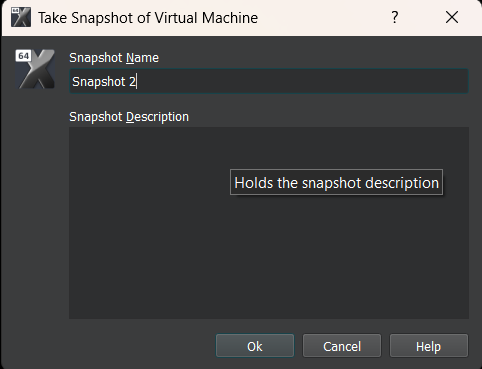 Take Snapshot of Virtual Machine ?
64
64
Snapshot Name
Snapshot 2
Snapshot Description
Holds the snapshot description
Ok Cancel Help